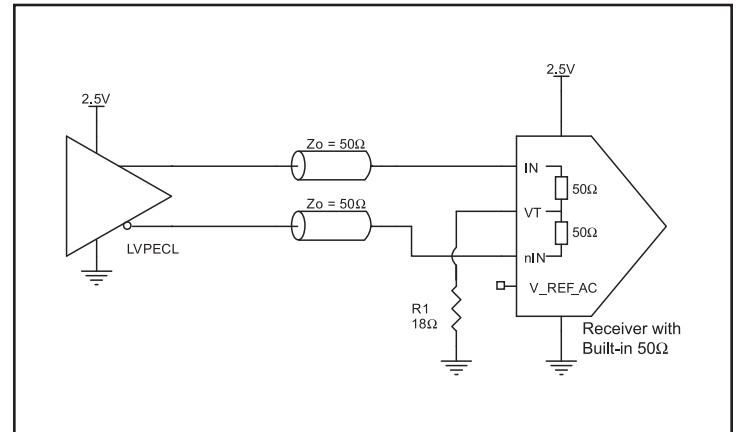 2.5V
2.5V
Zo = 50Ω
IN
50Ω
Zo = 50Ω
VT
50Ω
LVPECL
nIN
V_REF_AC
R1
18Ω
Receiver with
Built-in 50Ω